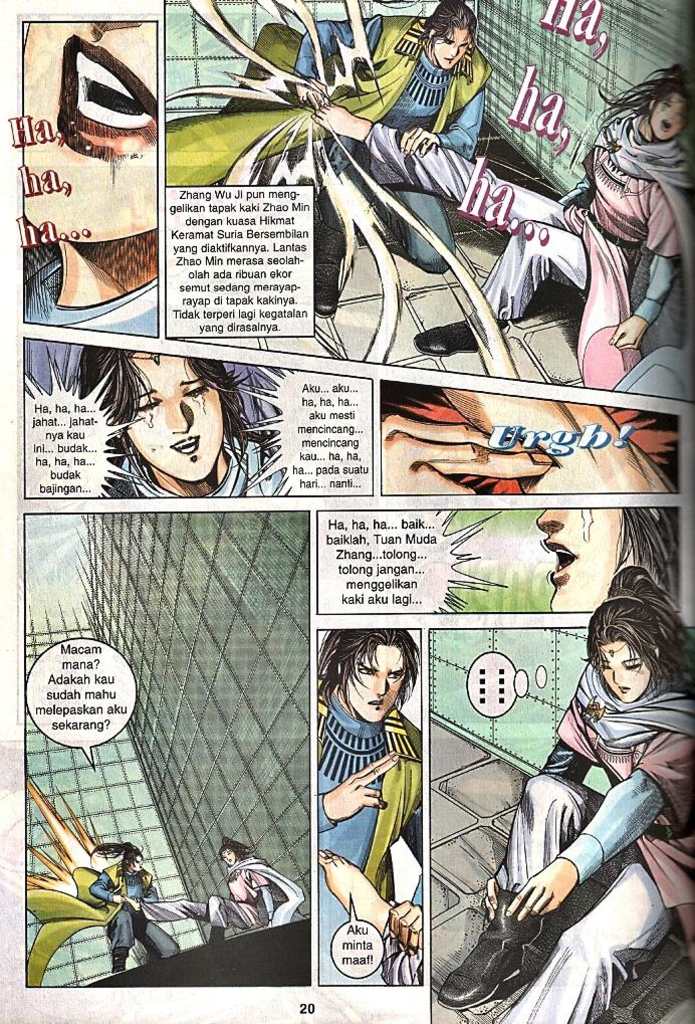 Ha,
ha,
ha...
Ha,
ha,
ha,
ha...
Zhang Wu Ji pun meng-
gelikan tapak kaki Zhao Min
dengan kuasa Hikmat
Keramat Suria Bersembilan
yang diaktifkannya. Lantas
Zhao Min merasa seolah-
olah ada ribuan ekor
semut sedang merayap-
rayap di tapak kakinya.
Tidak terperi lagi kegatalan
yang dirasainya.
Ha, ha, ha...
jahat... jahat-
nya kau
ini... budak...
ha, ha, ha...
budak
bajingan...
Aku... aku...
ha, ha, ha...
aku mesti
mencincang...
mencincang
kau... ha, ha,
ha... pada suatu
hari... nanti...
Urgh!
Ha, ha, ha... baik...
baiklah, Tuan Muda
Zhang...tolong...
tolong jangan...
menggelikan
kaki aku lagi...
Macam
mana?
Adakah kau
sudah mahu
melepaskan aku
sekarang?
Aku
minta
maaf!
20